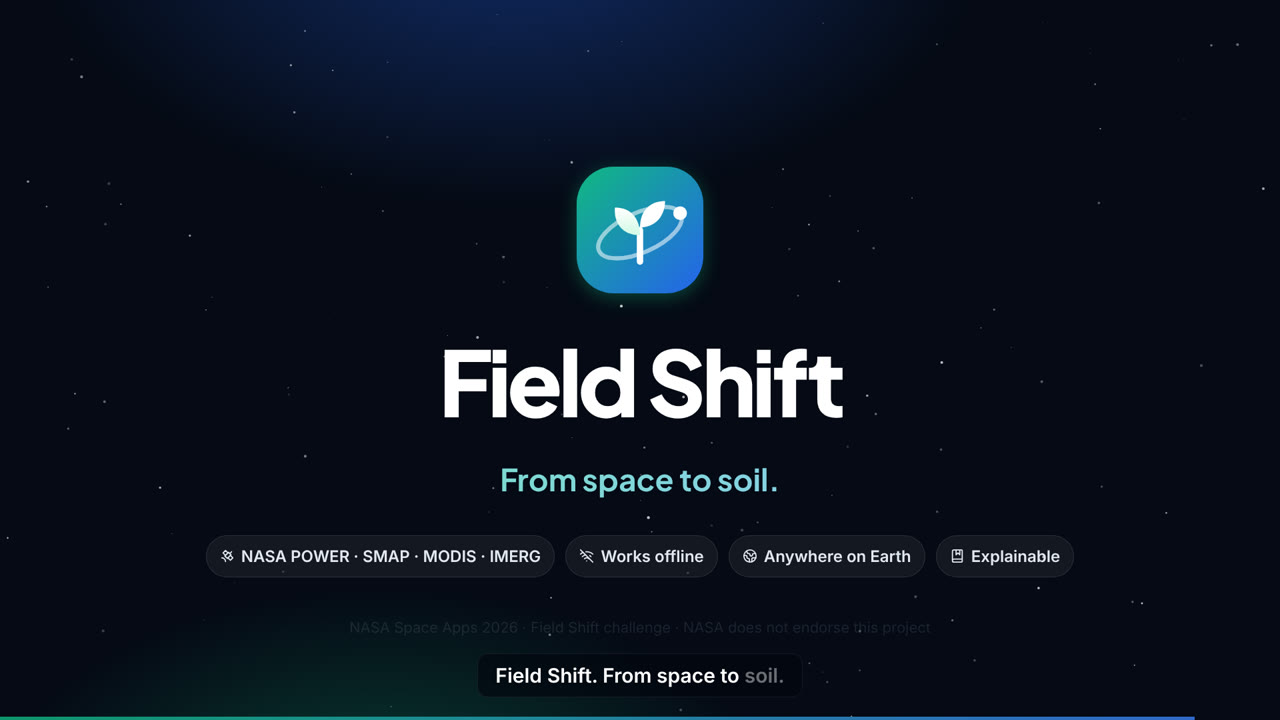 Field Shift
From space to soil.
NASA POWER · SMAP · MODIS · IMERG
Works offline
Anywhere on Earth
Explainable
NASA Space Apps 2026 · Field Shift challenge · NASA does not endorse this project
Field Shift. From space to soil.